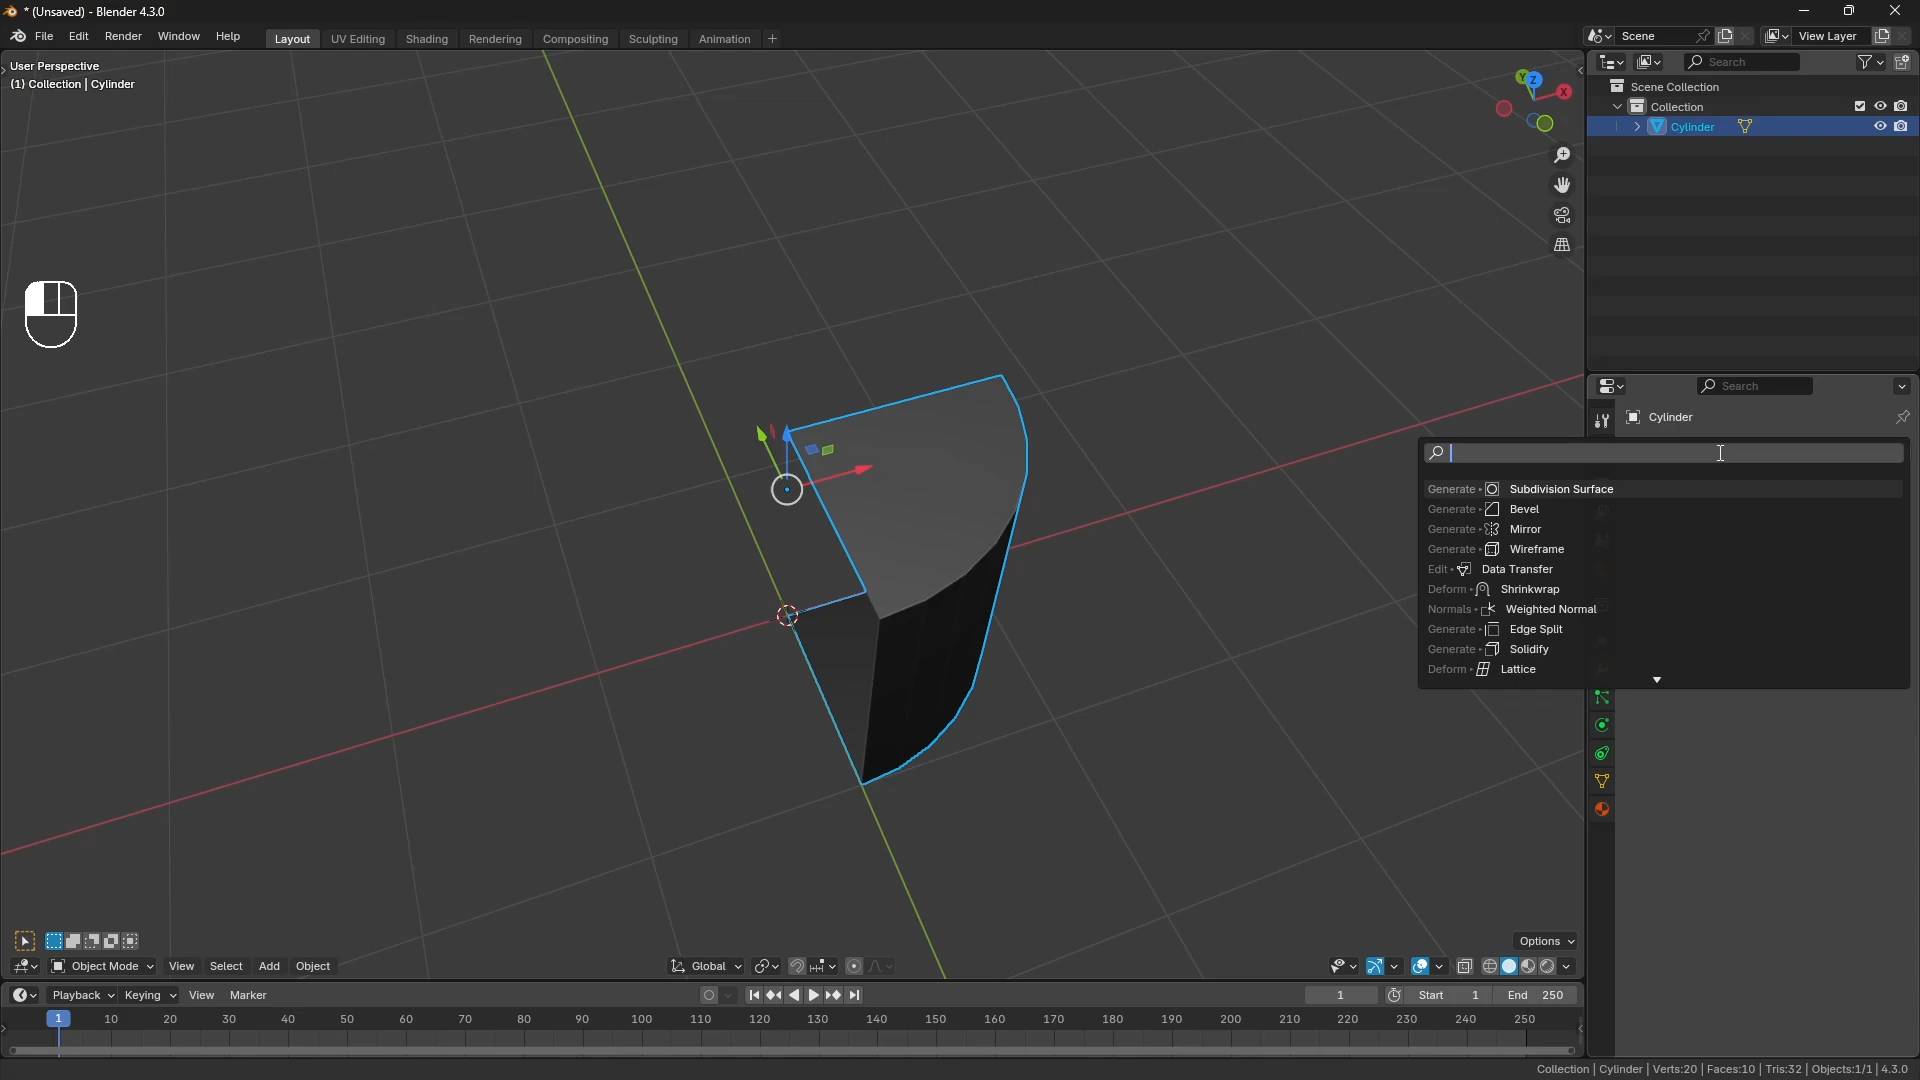 * (Unsaved) - Blender 4.3.0
File Edit Render Window Help Layout UV Editing Shading Rendering Compositing Sculpting Animation + Scene View Layer
User Perspective
(1) Collection | Cylinder
Y Z X
Search
Scene Collection
Collection
Cylinder
Search
Cylinder
Generate Subdivision Surface
Generate Bevel
Generate Mirror
Generate Wireframe
Edit Data Transfer
Deform Shrinkwrap
Normals Weighted Normal
Generate Edge Split
Generate Solidify
Deform Lattice
Options
Object Mode View Select Add Object Global
Playback Keying View Marker 1 Start 1 End 250
1 10 20 30 40 50 60 70 80 90 100 110 120 130 140 150 160 170 180 190 200 210 220 230 240 250
Collection | Cylinder | Verts:20 | Faces:10 | Tris:32 | Objects:1/1 | 4.3.0